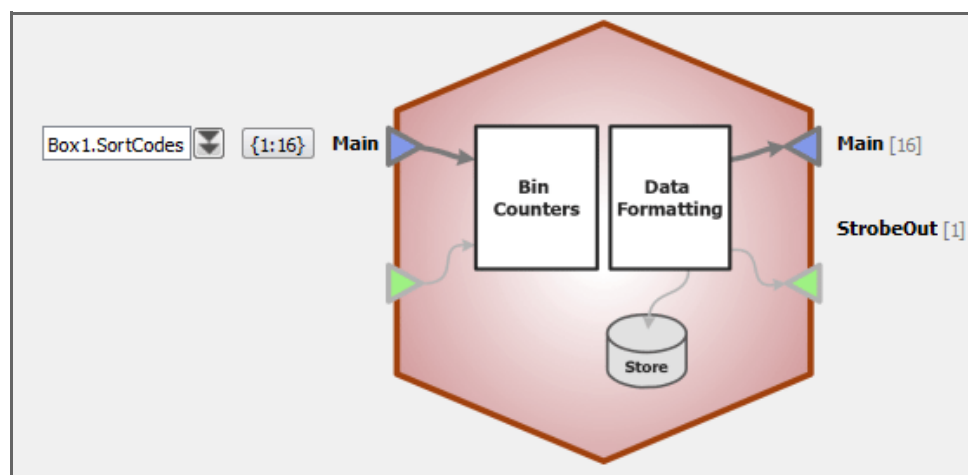 Box1.SortCodes {1:16} Main
Bin
Counters
Data
Formatting
Main [16]
StrobeOut [1]
Store